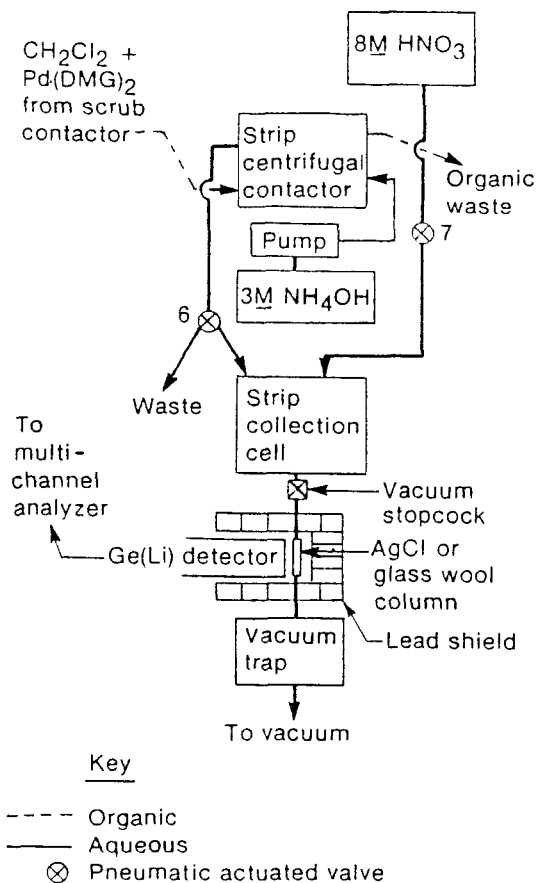 CH2Cl2 +
Pd(DMG)2
from scrub
contactor
8M HNO3
Strip
centrifugal
contactor
Organic
waste
Pump
3M NH4OH
7
6
Waste
Strip
collection
cell
To
multi-
channel
analyzer
Vacuum
stopcock
Ge(Li) detector
AgCl or
glass wool
column
Lead shield
Vacuum
trap
To vacuum
Key
Organic
Aqueous
Pneumatic actuated valve